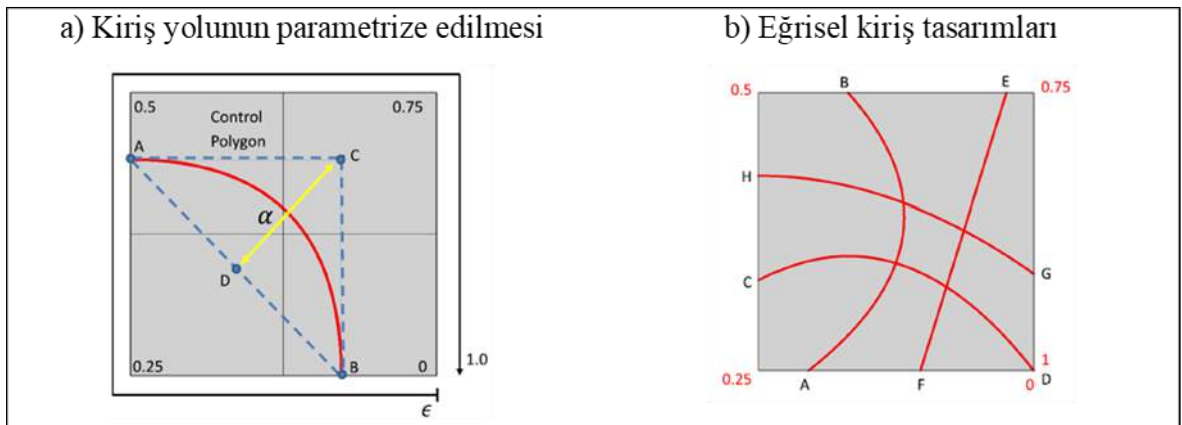 a) Kiriş yolunun parametrize edilmesi
b) Eğrisel kiriş tasarımları
0.5
0.75
Control
Polygon
A
C
α
D
B
0.25
0
1.0
ϵ
B
E
0.5
0.75
H
C
G
0.25
A
F
0
1
D